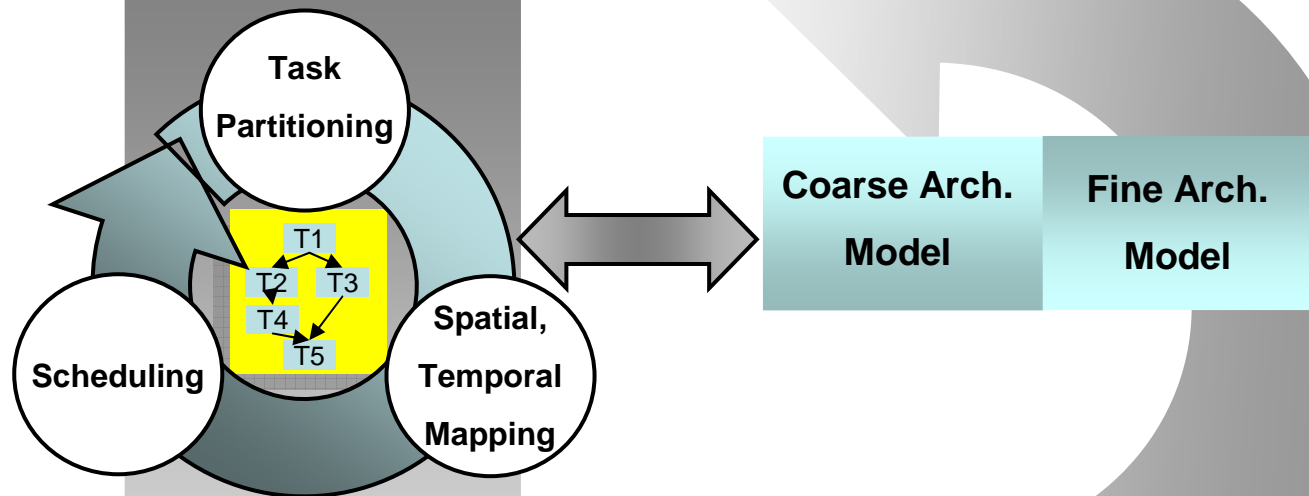 Task
Partitioning
T1
T2
T3
T4
T5
Scheduling
Spatial,
Temporal
Mapping
Coarse Arch.
Model
Fine Arch.
Model